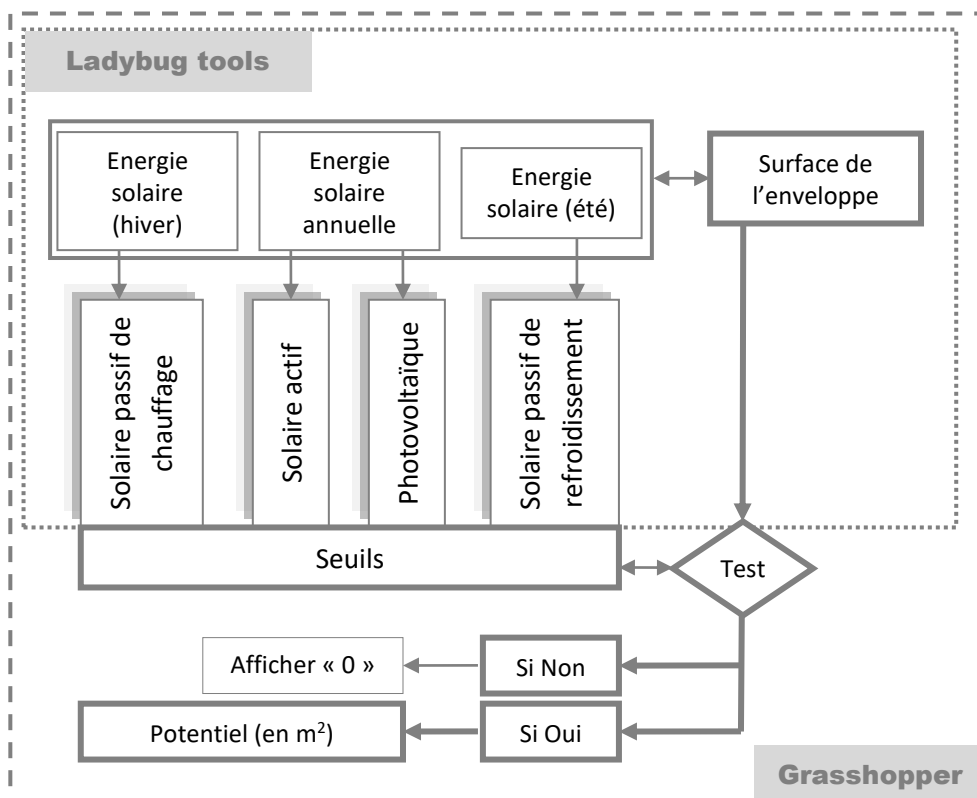 Ladybug tools
Energie
solaire
(hiver)
Energie
solaire
annuelle
Energie
solaire (été)
Surface de
l’enveloppe
Solaire passif de
chauffage
Solaire actif
Photovoltaïque
Solaire passif de
refroidissement
Seuils
Test
Afficher « 0 »
Si Non
Potentiel (en m²)
Si Oui
Grasshopper